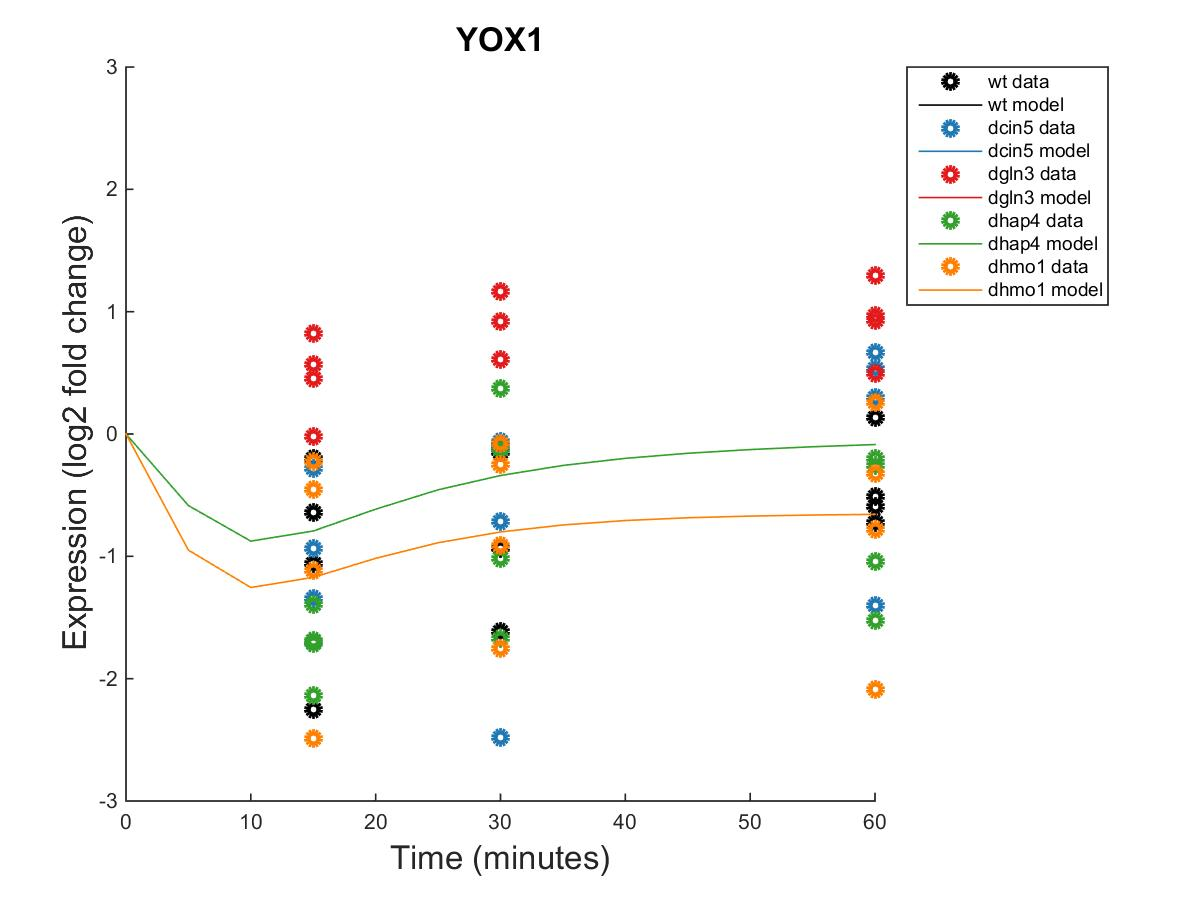 YOX1
3
2
1
0
-1
-2
-3
Expression (log2 fold change)
0 10 20 30 40 50 60
Time (minutes)
wt data
wt model
dcin5 data
dcin5 model
dgln3 data
dgln3 model
dhap4 data
dhap4 model
dhmo1 data
dhmo1 model